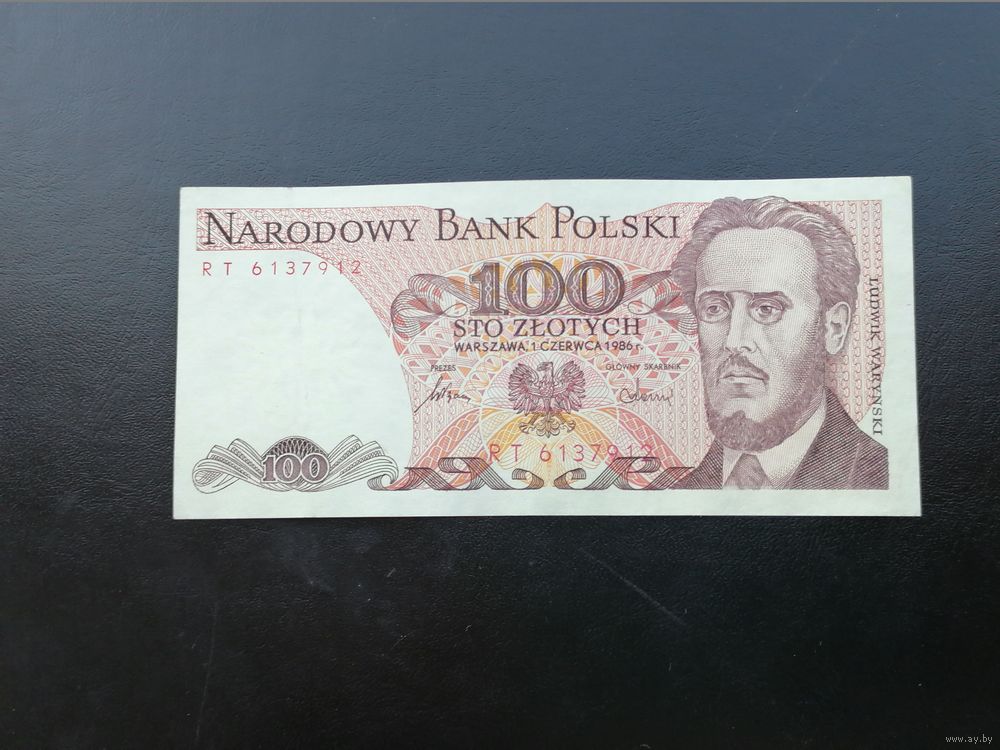 NARODOWY BANK POLSKI
RT 6137912
100
STO ZŁOTYCH
WARSZAWA, 1 CZERWCA 1986 r.
PREZES
GŁÓWNY SKARBNIK
LUDWIK WARYŃSKI
RT 6137912
100
www.ay.by